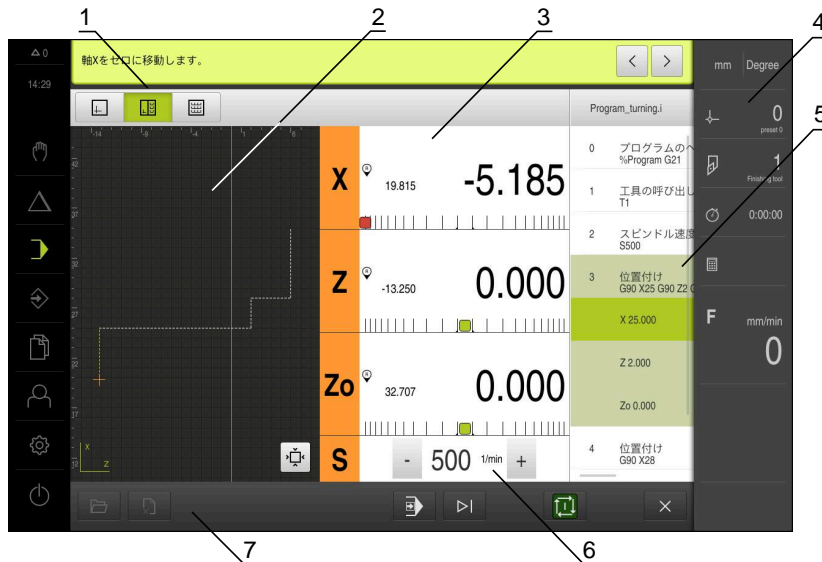 1
2
3
4
5
0
14:29
軸Xをゼロに移動します。
mm
Degree
0
preset 0
1
Finishing tool
0:00:00
F
mm/min
0
Program_turning.i
0 プログラムのヘ
%Program G21
1 工具の呼び出し
T1
2 スピンドル速度
S500
3 位置付け
G90 X25 G90 Z2
X 25.000
Z 2.000
Zo 0.000
4 位置付け
G90 X28
X
R
19.815
-5.185
Z
R
-13.250
0.000
Zo
R
32.707
0.000
S
-
500
1/min
+
X
Z
7
6